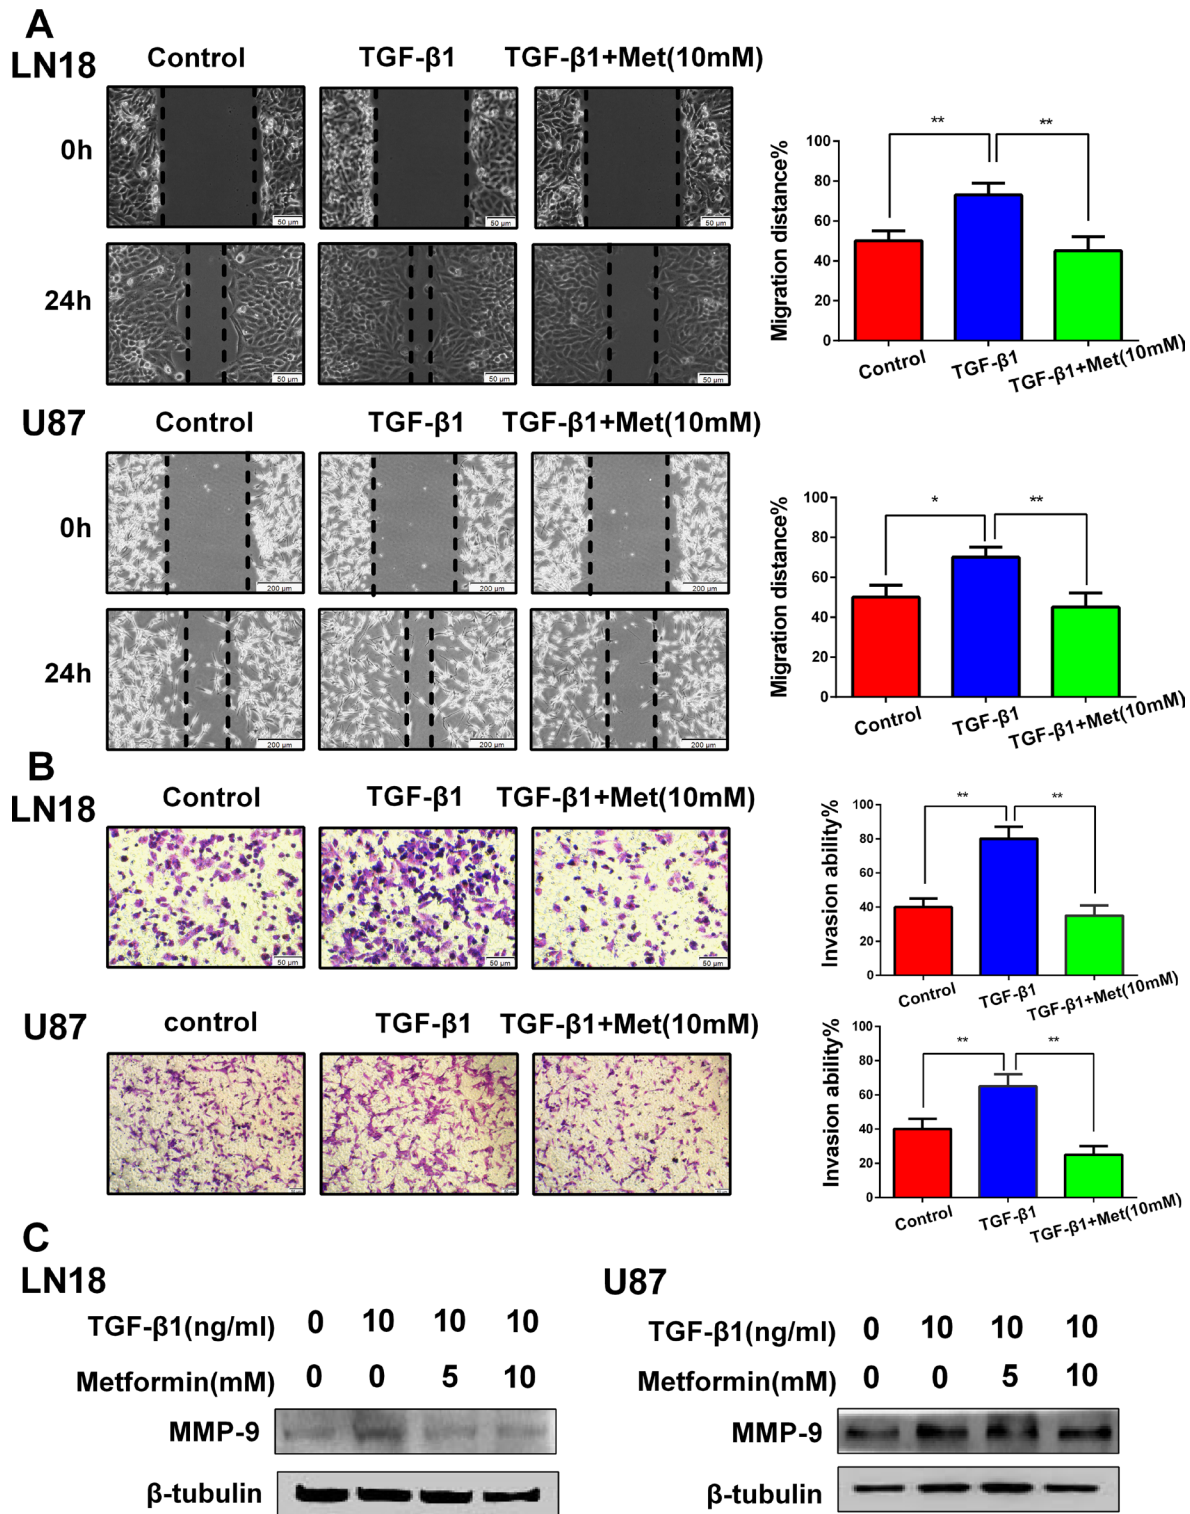 A
LN18
Control
TGF-β1
TGF-β1+Met(10mM)
0h
50 µm
50 µm
50 µm
24h
50 µm
50 µm
50 µm
**
**
Migration distance%
100
80
60
40
20
0
Control
TGF-β1
TGF-β1+Met(10mM)
U87
Control
TGF-β1
TGF-β1+Met(10mM)
0h
200 µm
200 µm
200 µm
24h
200 µm
200 µm
200 µm
*
**
Migration distance%
100
80
60
40
20
0
Control
TGF-β1
TGF-β1+Met(10mM)
B
LN18
Control
TGF-β1
TGF-β1+Met(10mM)
50 µm
50 µm
50 µm
**
**
Invasion ability%
100
80
60
40
20
0
Control
TGF-β1
TGF-β1+Met(10mM)
U87
control
TGF-β1
TGF-β1+Met(10mM)
**
**
Invasion ability%
100
80
60
40
20
0
Control
TGF-β1
TGF-β1+Met(10mM)
C
LN18
TGF-β1(ng/ml) 0 10 10 10
Metformin(mM) 0 0 5 10
MMP-9
β-tubulin
U87
TGF-β1(ng/ml) 0 10 10 10
Metformin(mM) 0 0 5 10
MMP-9
β-tubulin